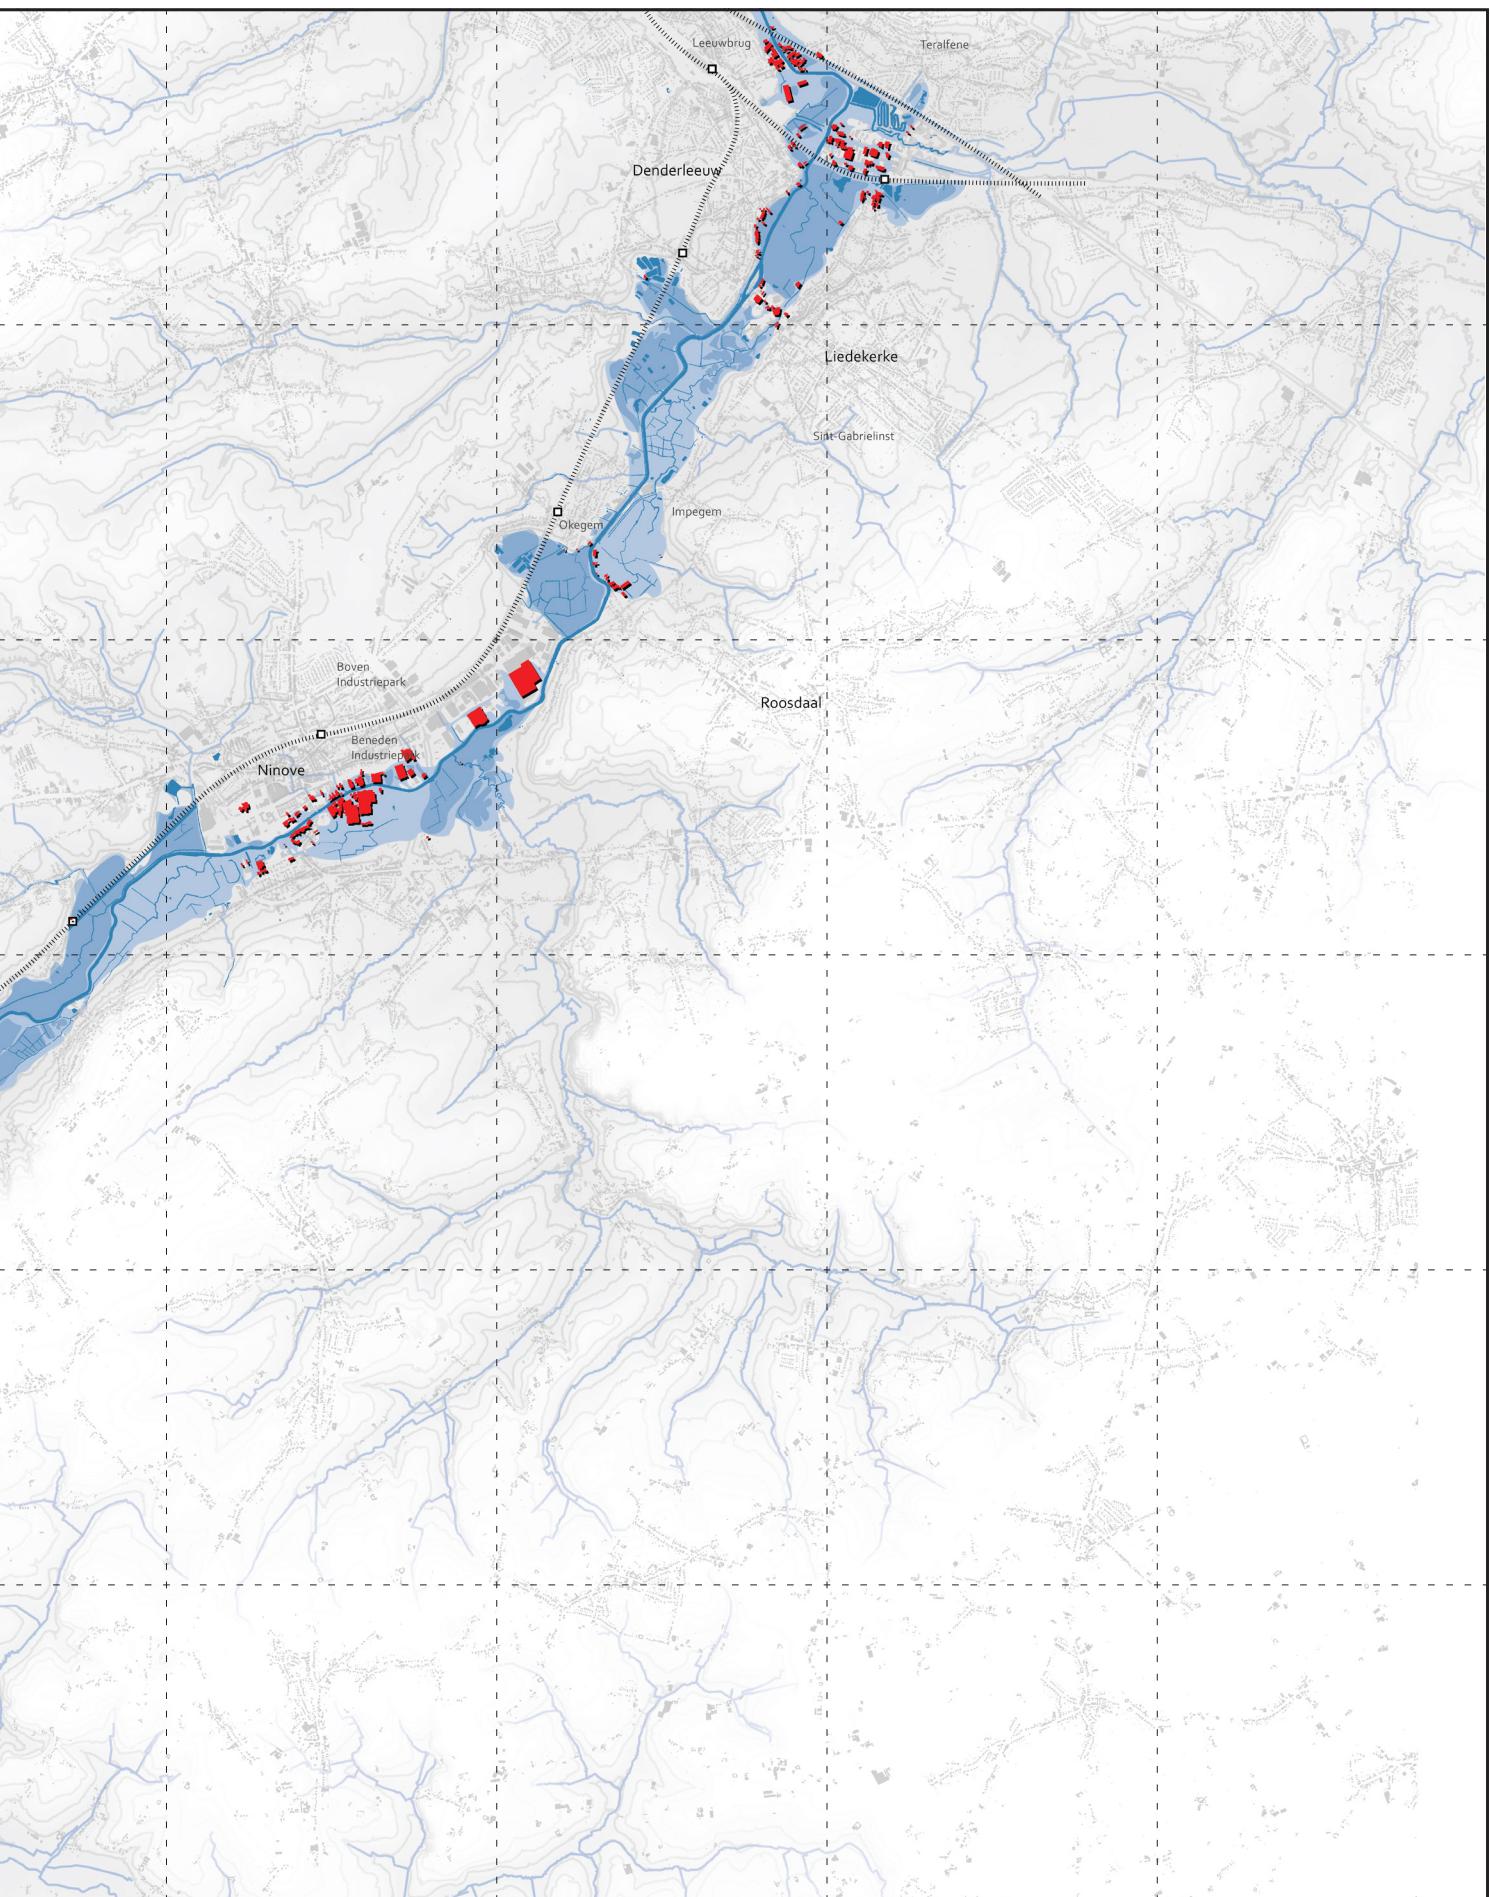 Leeuwbrug
Teralfene
Denderleeuw
Liedekerke
Sint-Gabrielinst
Impegem
Okegem
Boven
Industriepark
Roosdaal
Beneden
Industriepark
Ninove